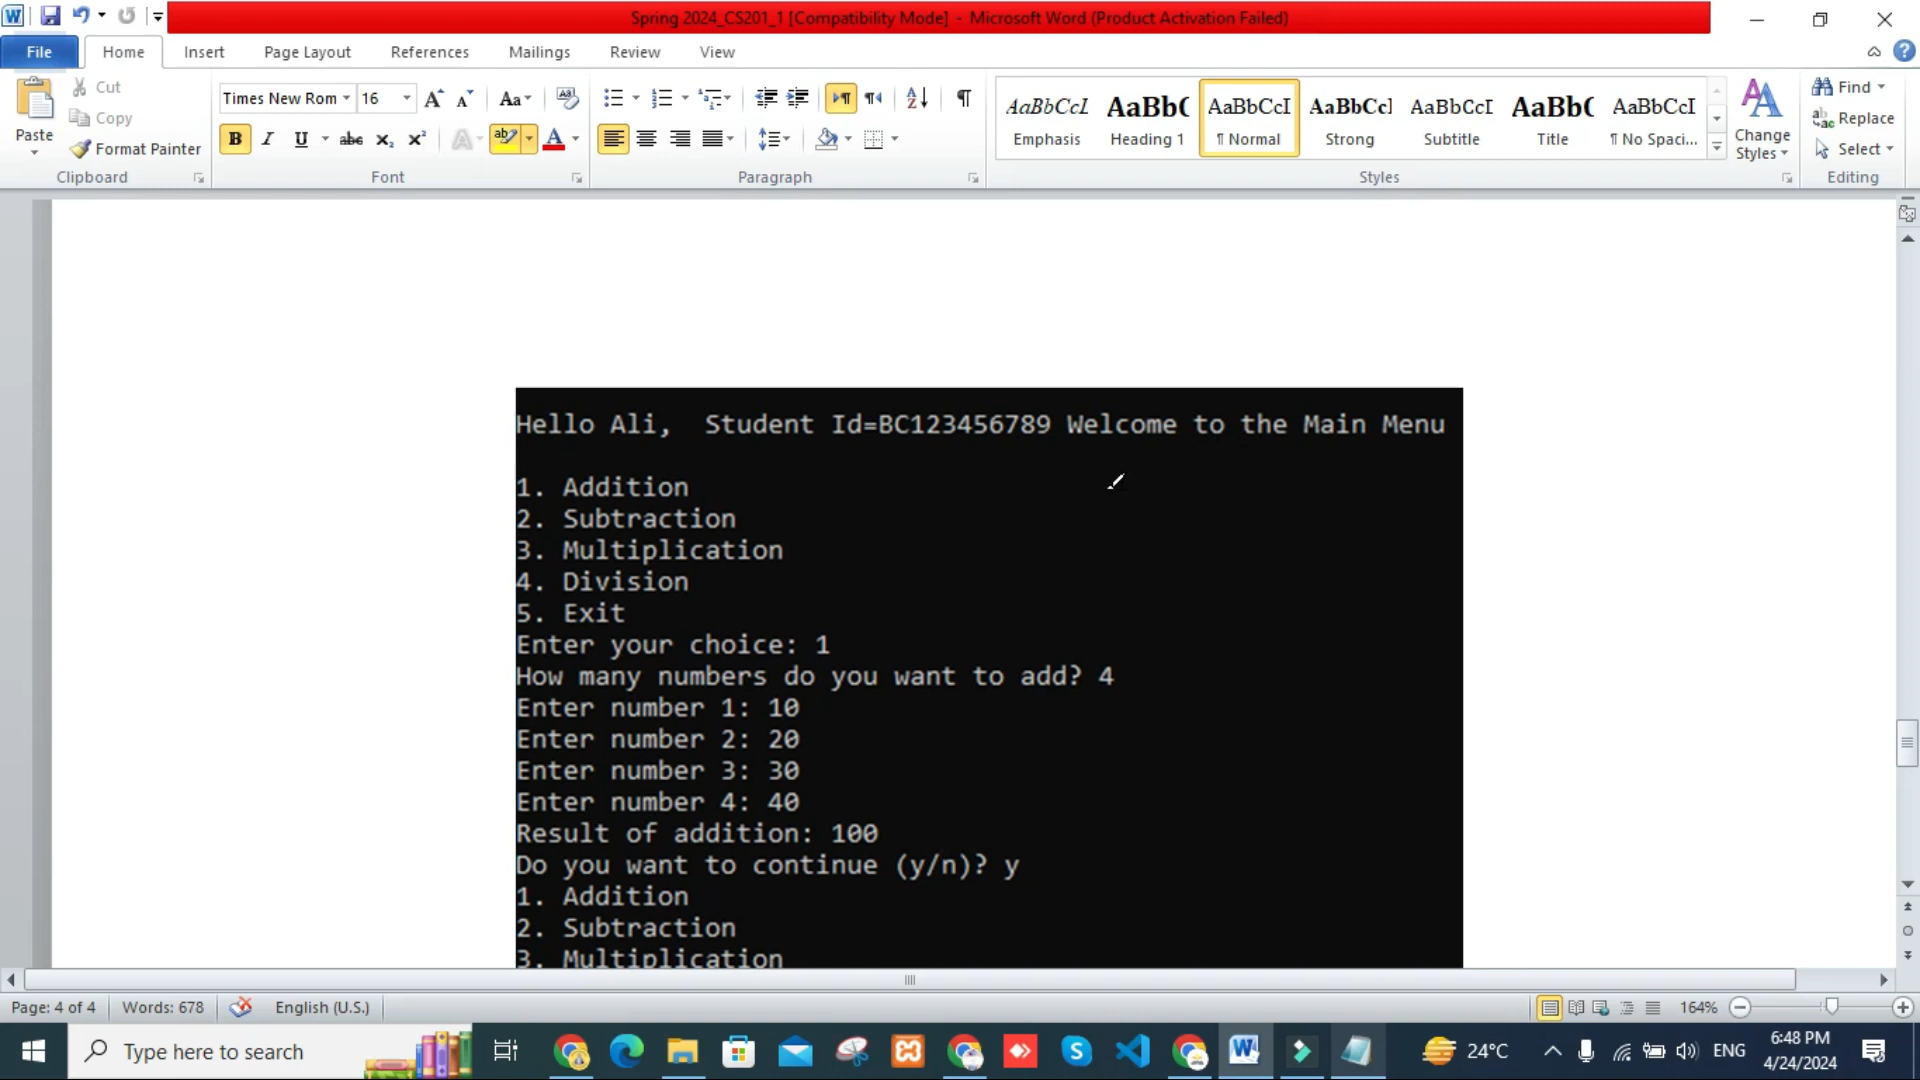 Spring 2024_CS201_1 [Compatibility Mode] - Microsoft Word (Product Activation Failed)
File Home Insert Page Layout References Mailings Review View
Paste
Cut
Copy
Format Painter
Clipboard
Times New Rom 16
Font
Paragraph
AaBbCcI AaBbC AaBbCcI AaBbCcI AaBbCcI AaBbC AaBbCcI
Emphasis Heading 1 ¶ Normal Strong Subtitle Title ¶ No Spaci...
Change Styles
Styles
Find
Replace
Select
Editing
Hello Ali, Student Id=BC123456789 Welcome to the Main Menu
1. Addition
2. Subtraction
3. Multiplication
4. Division
5. Exit
Enter your choice: 1
How many numbers do you want to add? 4
Enter number 1: 10
Enter number 2: 20
Enter number 3: 30
Enter number 4: 40
Result of addition: 100
Do you want to continue (y/n)? y
1. Addition
2. Subtraction
3. Multiplication
Page: 4 of 4 Words: 678 English (U.S.) 164%
Type here to search 24°C ENG 6:48 PM
4/24/2024